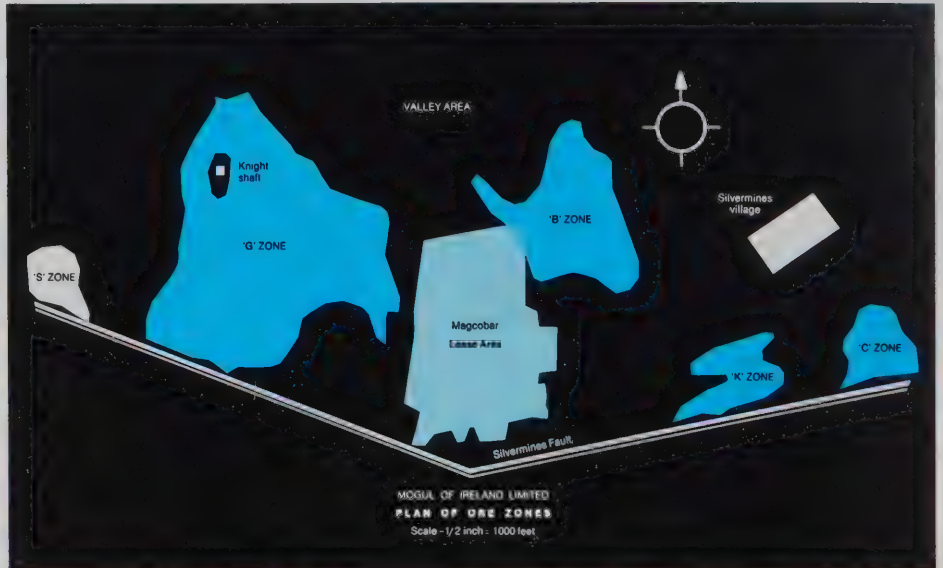 VALLEY AREA
Knight
shaft
Silvermines
village
'B' ZONE
'G' ZONE
'S' ZONE
Magcobar
Lease Area
'C' ZONE
'K' ZONE
Silvermines Fault,
MOGUL OF IRELAND LIMITED
PLAN OF ORE ZONES
Scale - 1/2 inch = 1000 feet